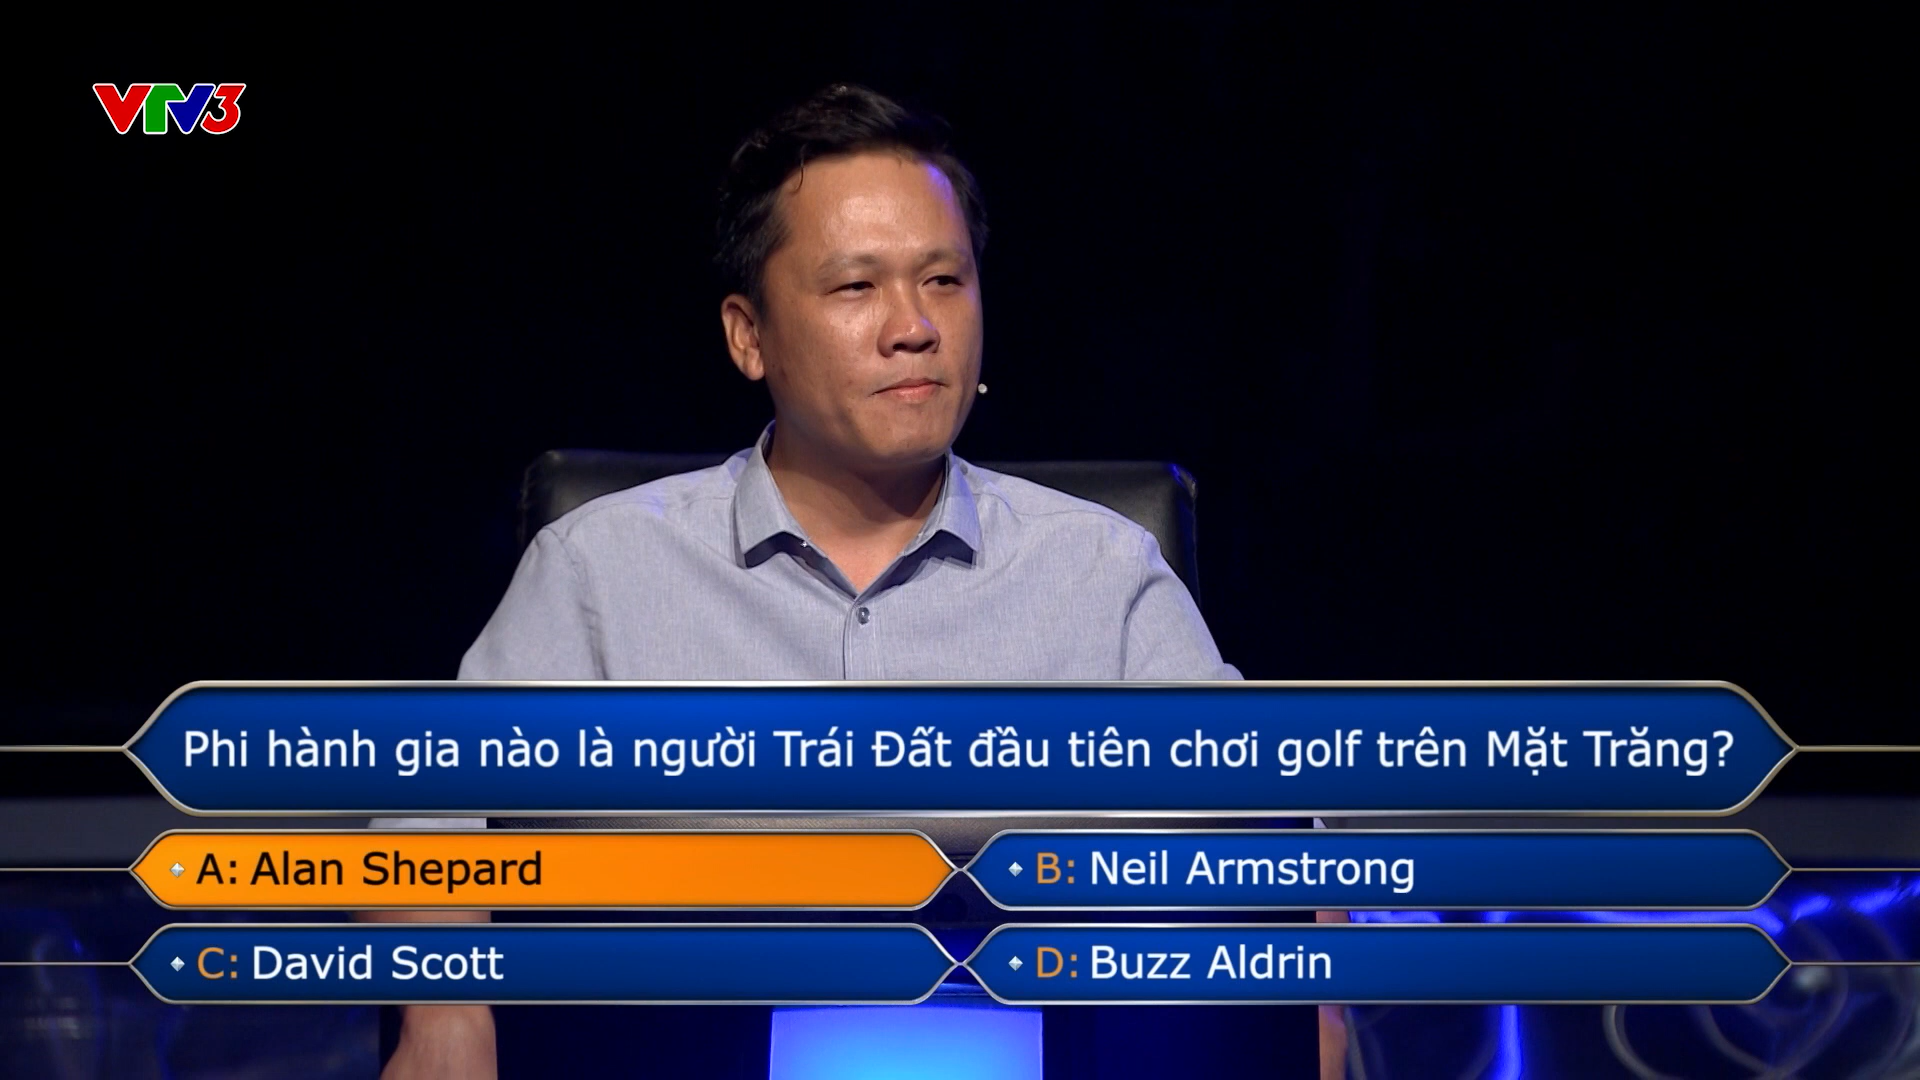 VTV3
Phi hành gia nào là người Trái Đất đầu tiên chơi golf trên Mặt Trăng?
A: Alan Shepard
B: Neil Armstrong
C: David Scott
D: Buzz Aldrin